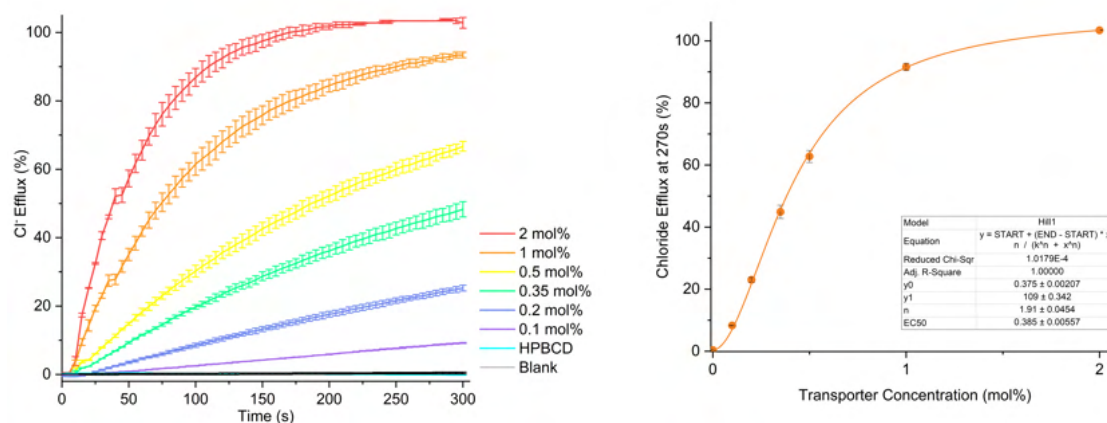 Cl⁻ Efflux (%)
100
80
60
40
20
0
0 50 100 150 200 250 300
Time (s)
2 mol%
1 mol%
0.5 mol%
0.35 mol%
0.2 mol%
0.1 mol%
HPBCD
Blank
Chloride Efflux at 270s (%)
100
80
60
40
20
0
0 1 2
Transporter Concentration (mol%)
Model Hill1
Equation y = START + (END - START) * x
n / (k^n + x^n)
Reduced Chi-Sqr 1.0179E-4
Adj. R-Square 1.00000
y0 0.375 ± 0.00207
y1 109 ± 0.342
n 1.91 ± 0.0454
EC50 0.385 ± 0.00557